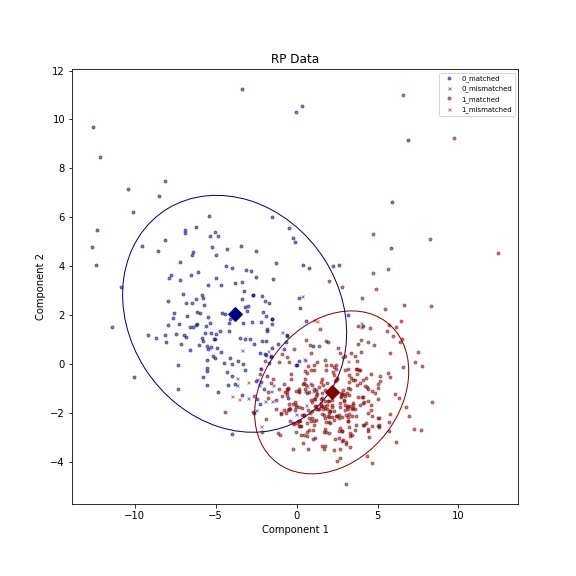 RP Data
0_matched
0_mismatched
1_matched
1_mismatched
12
10
8
6
4
2
0
−2
−4
Component 2
−10
−5
0
5
10
Component 1